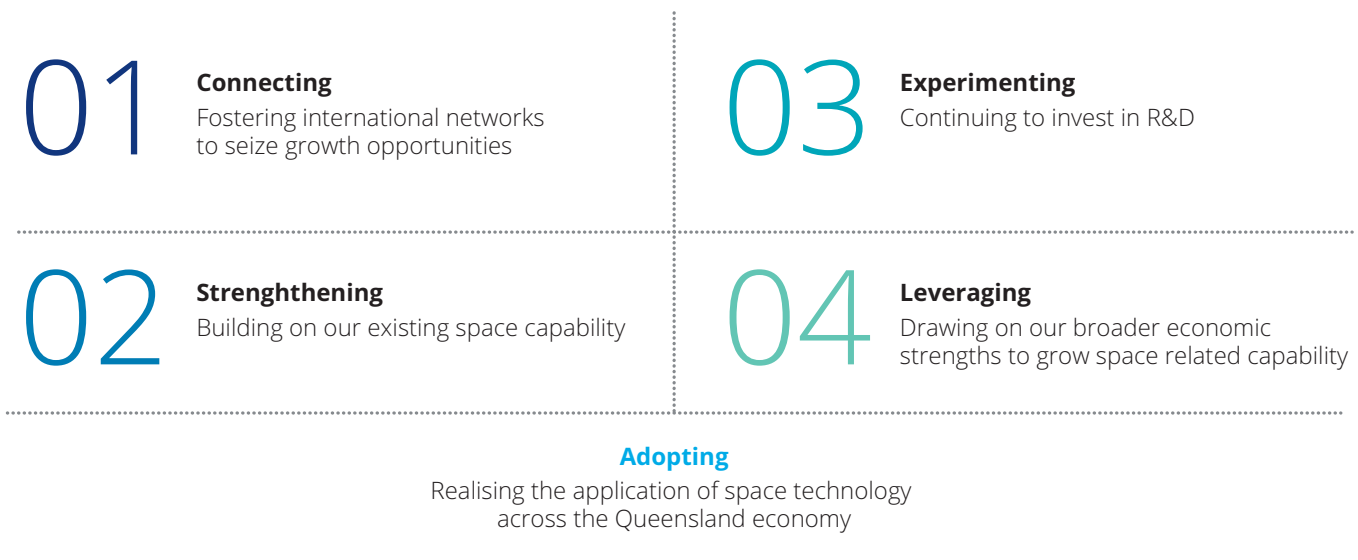 01
Connecting
Fostering international networks
to seize growth opportunities
02
Strenghthening
Building on our existing space capability
03
Experimenting
Continuing to invest in R&D
04
Leveraging
Drawing on our broader economic
strengths to grow space related capability
Adopting
Realising the application of space technology
across the Queensland economy